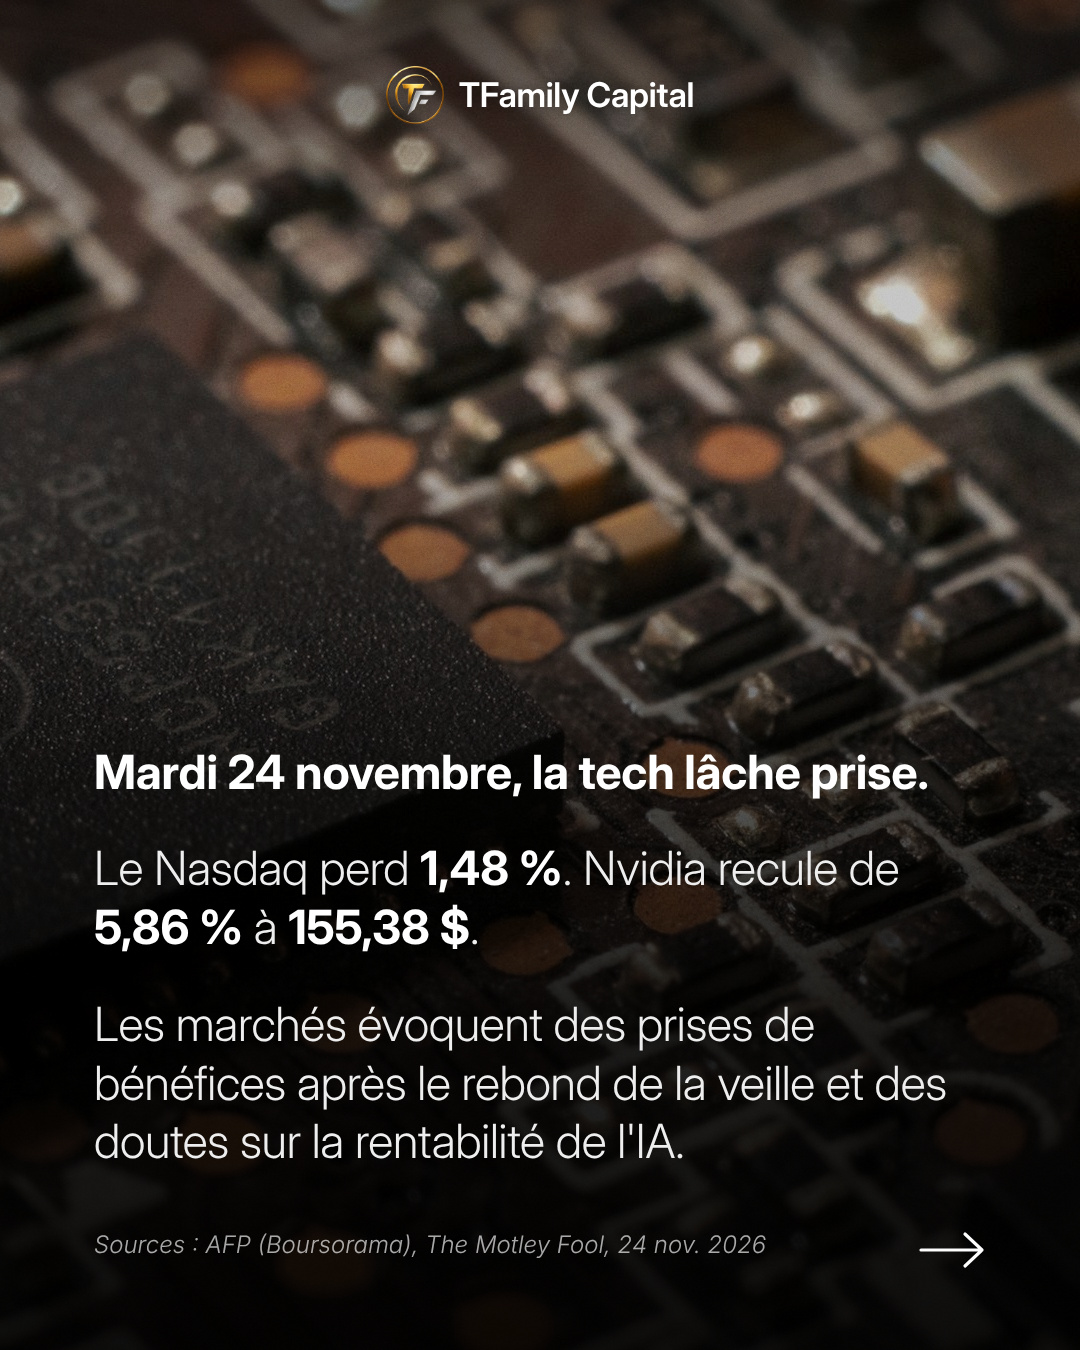 TFamily Capital
Mardi 24 novembre, la tech lâche prise.
Le Nasdaq perd 1,48 %. Nvidia recule de
5,86 % à 155,38 $.
Les marchés évoquent des prises de
bénéfices après le rebond de la veille et des
doutes sur la rentabilité de l'IA.
Sources : AFP (Boursorama), The Motley Fool, 24 nov. 2026